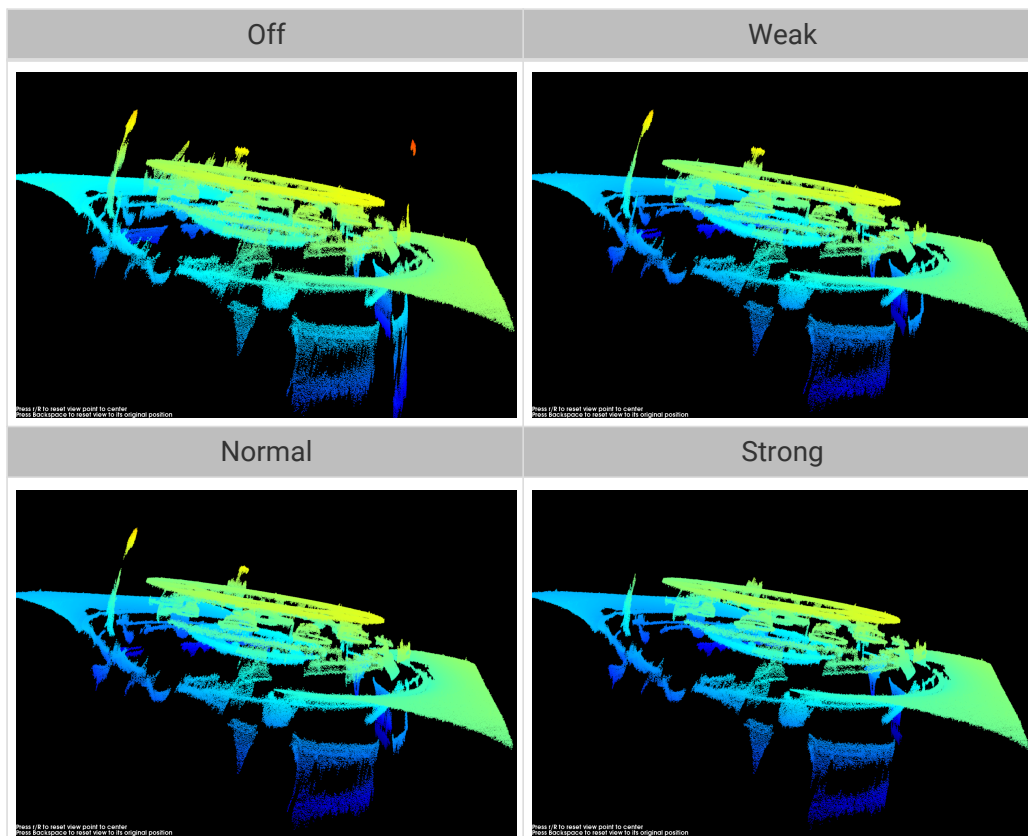 Off
Weak
Press r/R to reset view point to center
Press Backspace to reset view to its original position
Press r/R to reset view point to center
Press Backspace to reset view to its original position
Normal
Strong
Press r/R to reset view point to center
Press Backspace to reset view to its original position
Press r/R to reset view point to center
Press Backspace to reset view to its original position